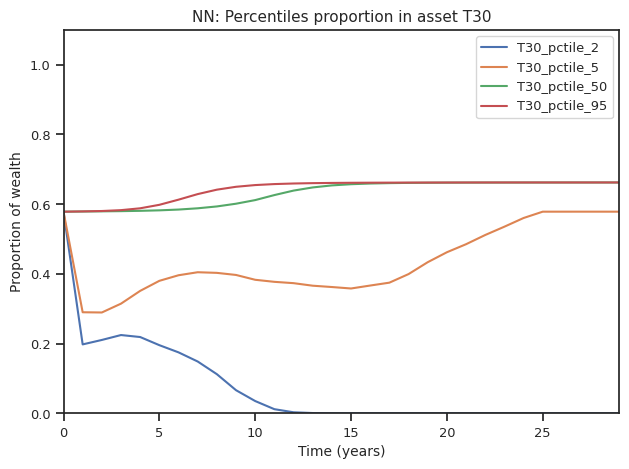 NN: Percentiles proportion in asset T30
T30_pctile_2
T30_pctile_5
T30_pctile_50
T30_pctile_95
Proportion of wealth
1.0
0.8
0.6
0.4
0.2
0.0
0 5 10 15 20 25
Time (years)